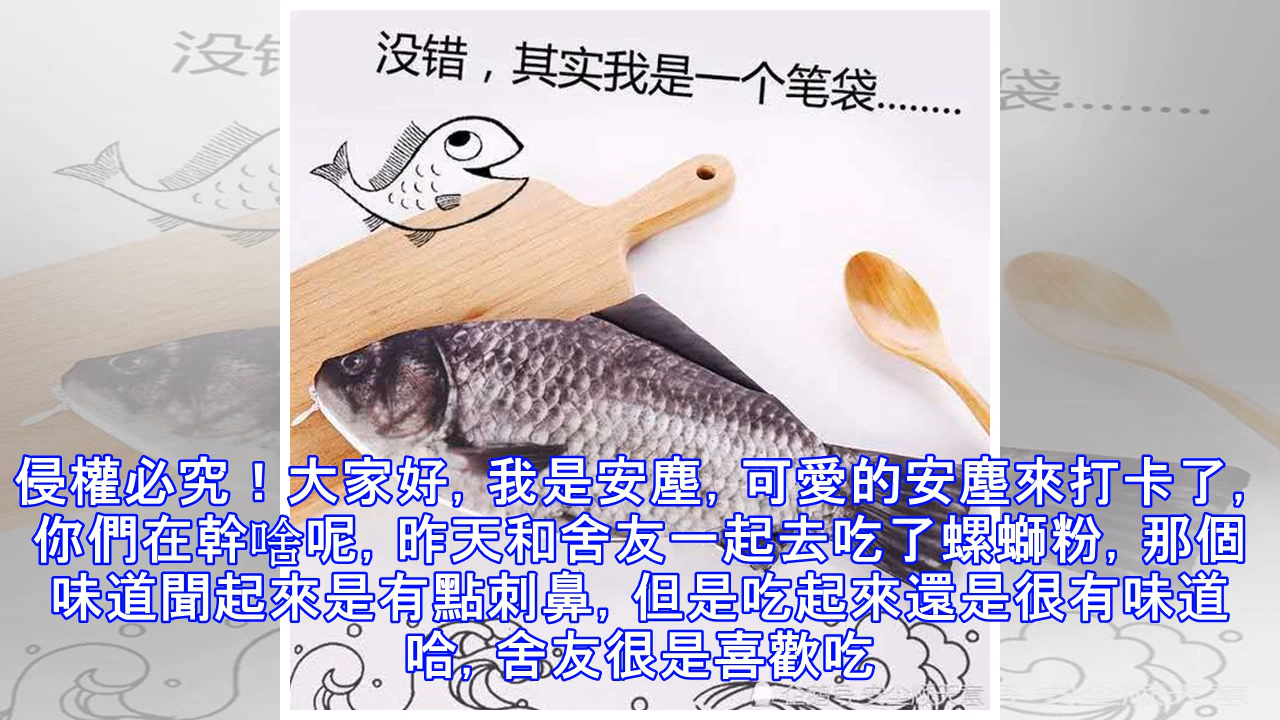 没错，其实我是一个笔袋........
侵權必究！大家好, 我是安塵, 可愛的安塵來打卡了,
你們在幹啥呢, 昨天和舍友一起去吃了螺螄粉, 那個
味道聞起來是有點刺鼻, 但是吃起來還是很有味道
哈, 舍友很是喜歡吃